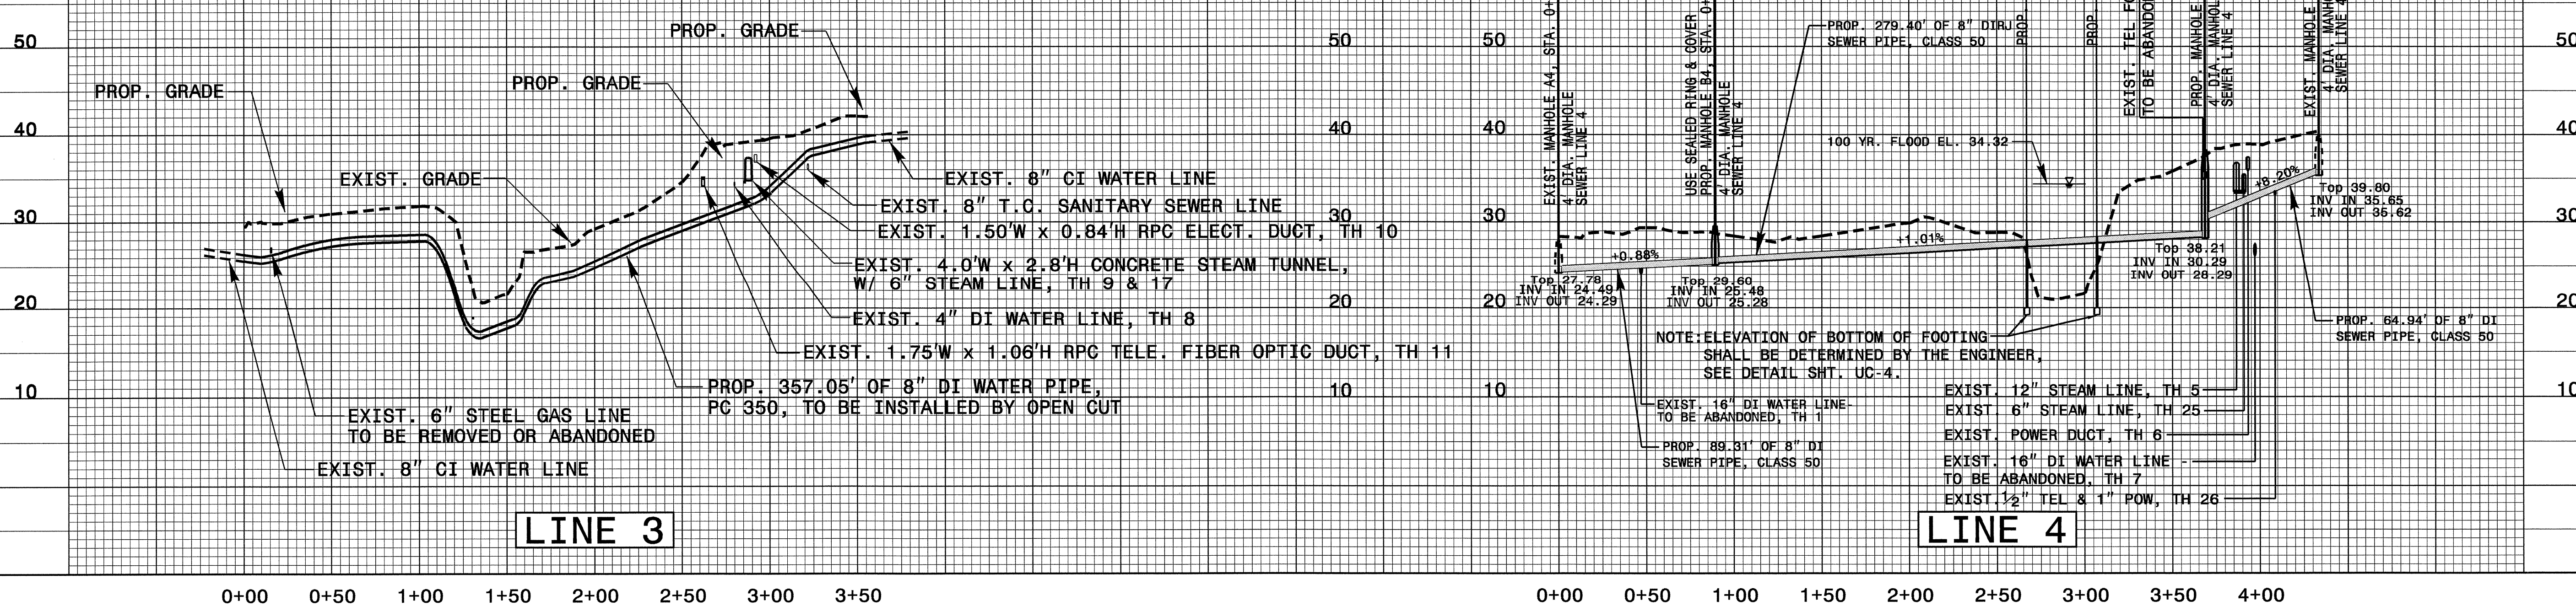 50
40
30
20
10
PROP. GRADE
PROP. GRADE
PROP. GRADE
EXIST. GRADE
EXIST. 8" CI WATER LINE
EXIST. 8" T.C. SANITARY SEWER LINE
EXIST. 1.50'W x 0.84'H RPC ELECT. DUCT, TH 10
EXIST. 4.0'W x 2.8'H CONCRETE STEAM TUNNEL,
W/ 6" STEAM LINE, TH 9 & 17
EXIST. 4" DI WATER LINE, TH 8
EXIST. 1.75'W x 1.06'H RPC TELE. FIBER OPTIC DUCT, TH 11
PROP. 357.05' OF 8" DI WATER PIPE,
PC 350, TO BE INSTALLED BY OPEN CUT
EXIST. 6" STEEL GAS LINE
TO BE REMOVED OR ABANDONED
EXIST. 8" CI WATER LINE
LINE 3
0+00 0+50 1+00 1+50 2+00 2+50 3+00 3+50
50
40
30
20
10
50
40
30
20
10
EXIST. MANHOLE A4, STA. 0+
4' DIA. MANHOLE
SEWER LINE 4
USE SEALED RING & COVER
PROP. MANHOLE B4, STA. 0+
4' DIA. MANHOLE
SEWER LINE 4
PROP. 279.40' OF 8" DIRJ
SEWER PIPE, CLASS 50
PROP.
PROP.
EXIST. TEL
TO BE ABANDO
PROP. MANHOLE
4' DIA. MANHO
SEWER LINE 4
EXIST. MANHOLE
4' DIA. MANH
SEWER LINE 4
100 YR. FLOOD EL. 34.32
+0.88%
+1.01%
+8.20%
Top 27.78
INV IN 24.49
INV OUT 24.29
Top 29.60
INV IN 25.48
INV OUT 25.28
Top 38.21
INV IN 30.29
INV OUT 28.29
Top 39.80
INV IN 35.65
INV OUT 35.62
NOTE:ELEVATION OF BOTTOM OF FOOTING
SHALL BE DETERMINED BY THE ENGINEER,
SEE DETAIL SHT. UC-4.
PROP. 64.94' OF 8" DI
SEWER PIPE, CLASS 50
EXIST. 16" DI WATER LINE-
TO BE ABANDONED, TH 1
PROP. 89.31' OF 8" DI
SEWER PIPE, CLASS 50
EXIST. 12" STEAM LINE, TH 5
EXIST. 6" STEAM LINE, TH 25
EXIST. POWER DUCT, TH 6
EXIST. 16" DI WATER LINE -
TO BE ABANDONED, TH 7
EXIST.½" TEL & 1" POW, TH 26
LINE 4
0+00 0+50 1+00 1+50 2+00 2+50 3+00 3+50 4+00
50
40
30
20
10